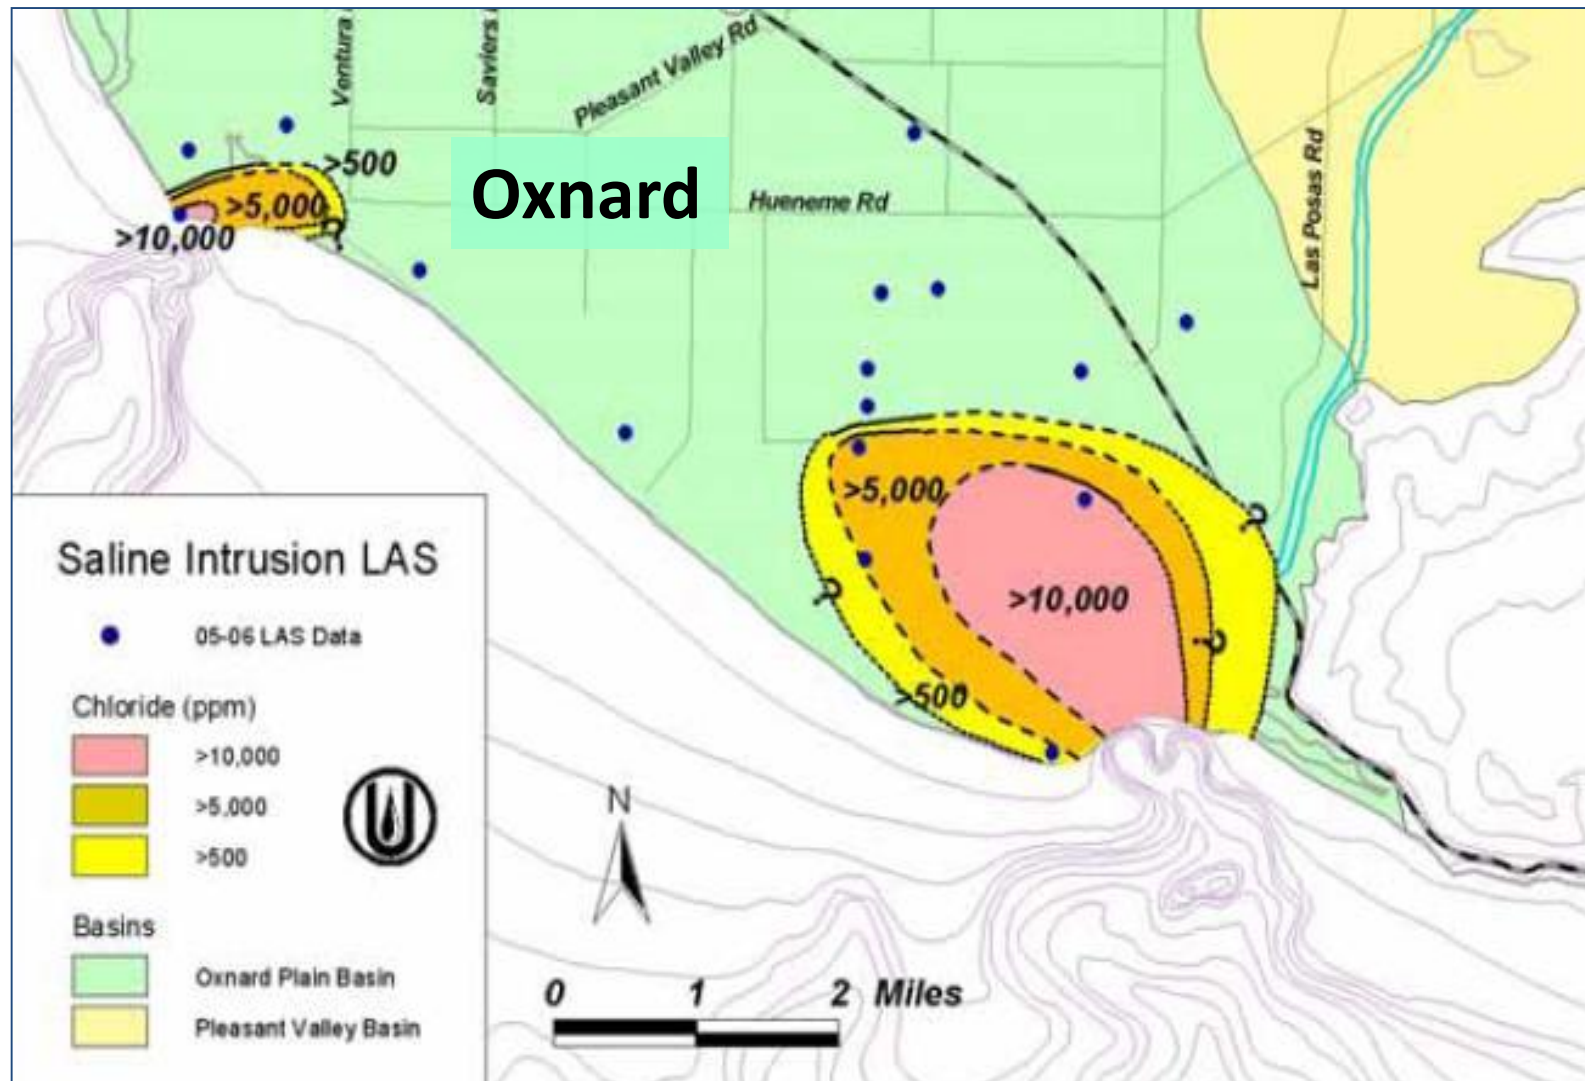 Ventura
Saviers
Pleasant Valley Rd
Las Posas Rd
>500
Oxnard
Hueneme Rd
>5,000
?
>10,000
>5,000
?
>10,000
?
?
>500
Saline Intrusion LAS
05-06 LAS Data
Chloride (ppm)
>10,000
>5,000
>500
U
Basins
Oxnard Plain Basin
Pleasant Valley Basin
N
0 1 2 Miles